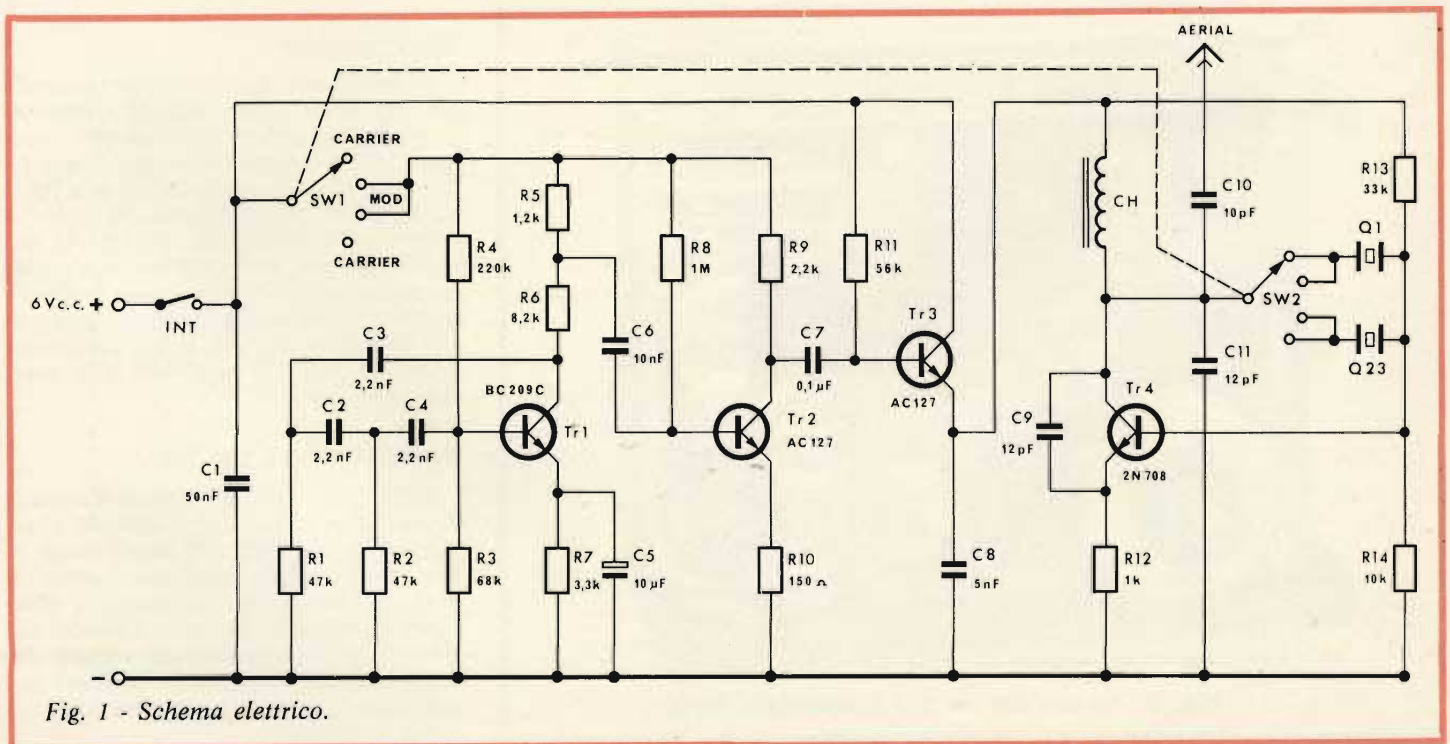 AERIAL
CARRIER
SW1
MOD
CARRIER
6Vc.c. +
INT
C1
50nF
R1
47k
C2
2,2nF
C3
2,2nF
R2
47k
C4
2,2nF
R4
220k
R3
68k
R5
1,2k
R6
8,2k
BC209C
Tr1
R7
3,3k
C5
10µF
C6
10nF
R8
1M
R9
2,2k
Tr2
AC127
R10
150Ω
C7
0,1µF
R11
56k
Tr3
AC127
C8
5nF
CH
C9
12pF
Tr4
2N708
R12
1k
C10
10pF
C11
12pF
SW2
Q1
Q23
R13
33k
R14
10k
-
Fig. 1 - Schema elettrico.